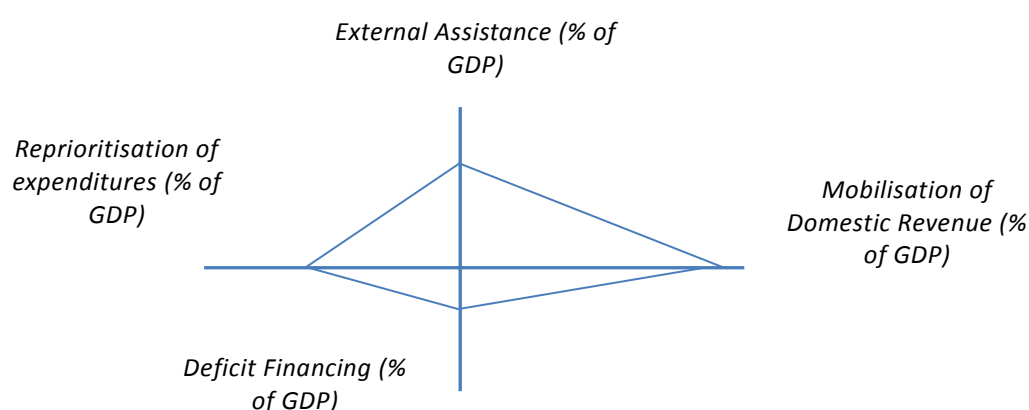 External Assistance (% of
GDP)
Reprioritisation of
expenditures (% of
GDP)
Mobilisation of
Domestic Revenue (%
of GDP)
Deficit Financing (%
of GDP)